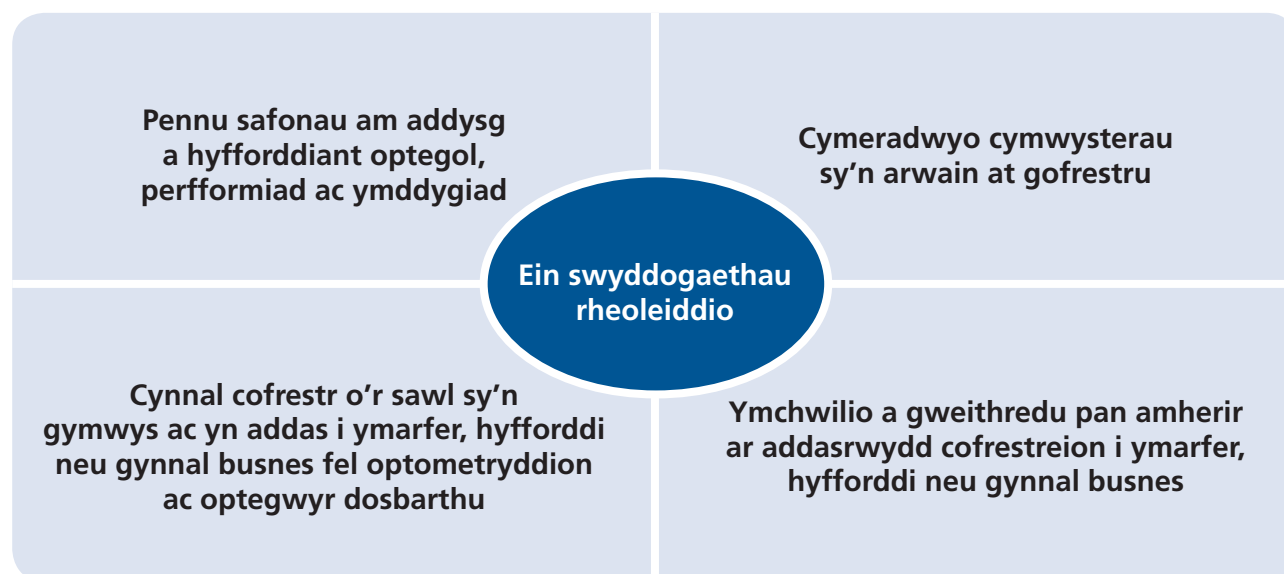 Pennu safonau am addysg
a hyfforddiant optegol,
perfformiad ac ymddygiad
Cymeradwyo cymwysterau
sy'n arwain at gofrestru
Ein swyddogaethau
rheoleiddio
Cynnal cofrestr o'r sawl sy'n
gymwys ac yn addas i ymarfer, hyfforddi
neu gynnal busnes fel optometryddion
ac optegwyr dosbarthu
Ymchwilio a gweithredu pan amherir
ar addasrwydd cofrestreion i ymarfer,
hyfforddi neu gynnal busnes